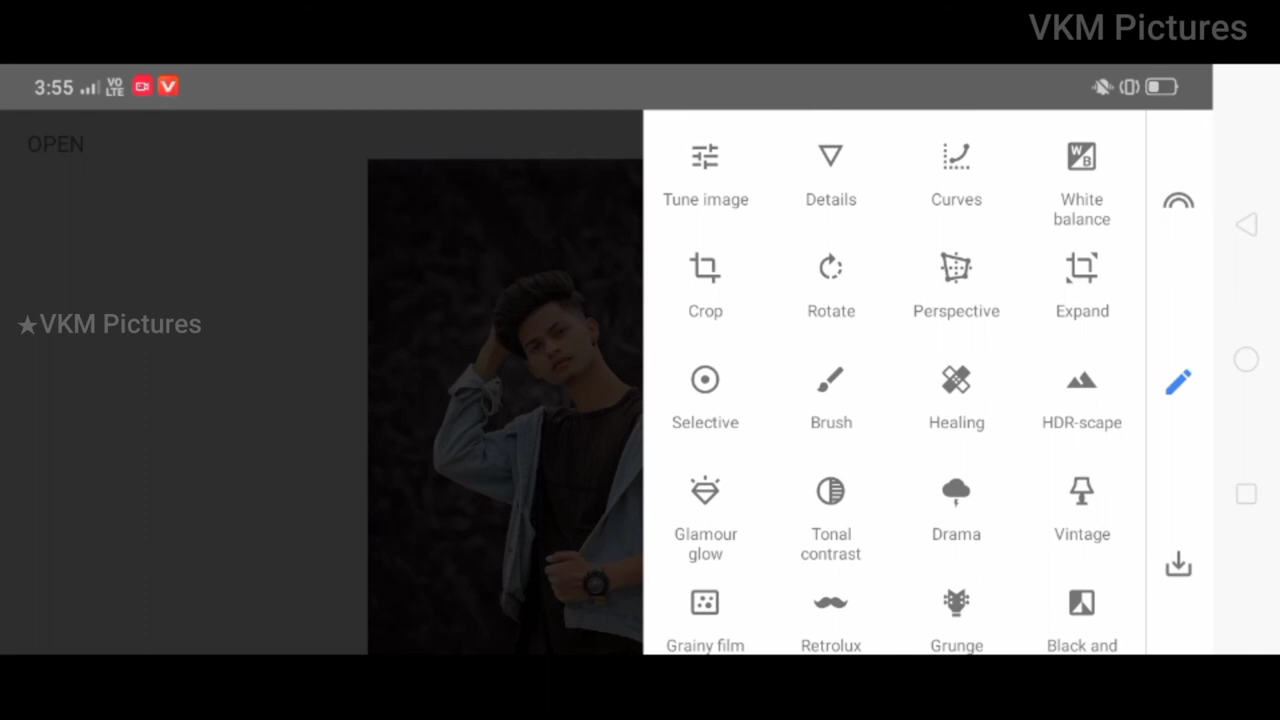 VKM Pictures
3:55 VO LTE
OPEN
★VKM Pictures
Tune image
Details
Curves
White balance
W B
Crop
Rotate
Perspective
Expand
Selective
Brush
Healing
HDR-scape
Glamour glow
Tonal contrast
Drama
Vintage
Grainy film
Retrolux
Grunge
Black and